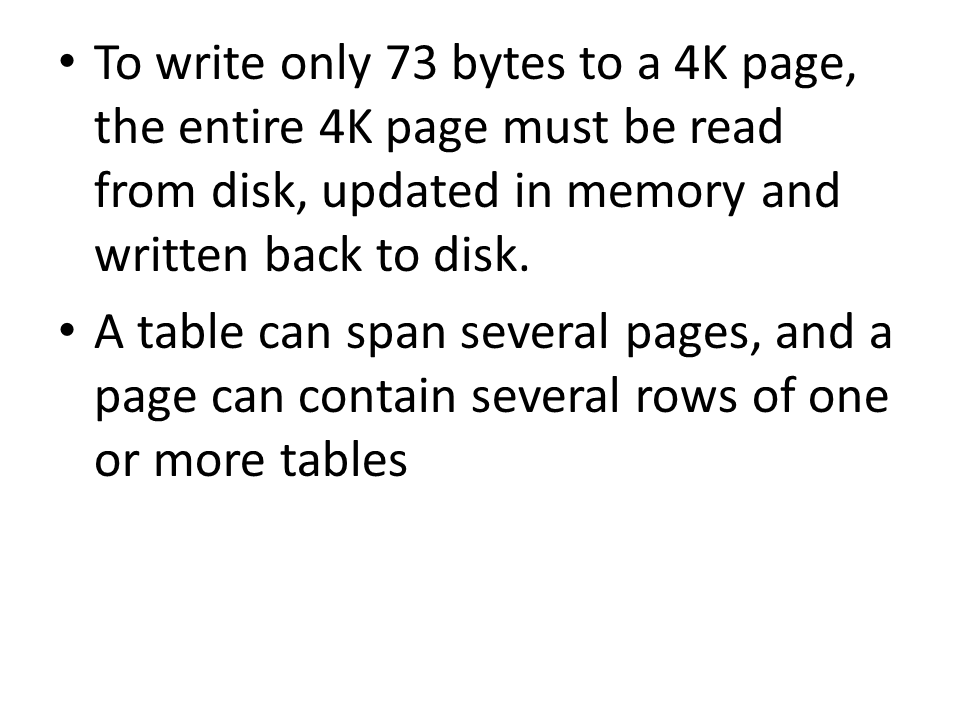 • To write only 73 bytes to a 4K page,
the entire 4K page must be read
from disk, updated in memory and
written back to disk.
• A table can span several pages, and a
page can contain several rows of one
or more tables